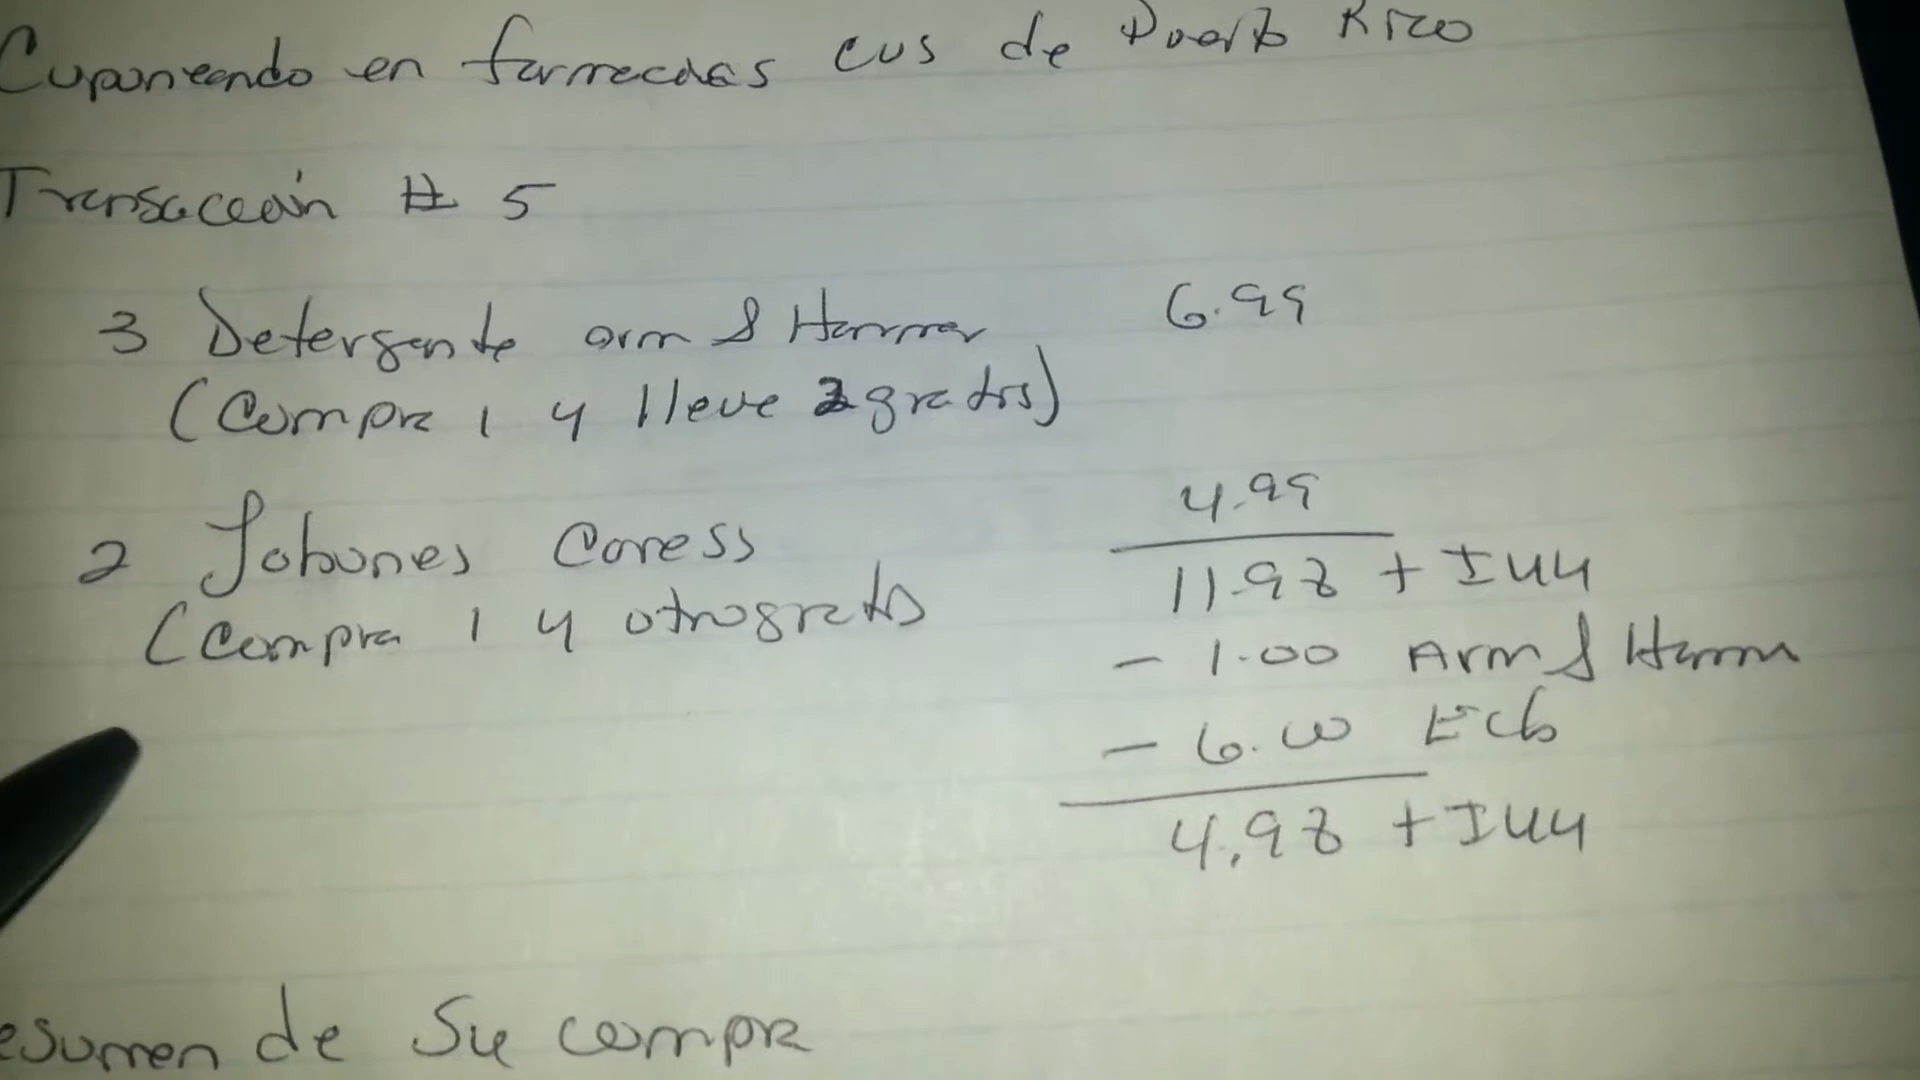 Cuponeando en farmacias CVS de Puerto Rico
Transacción # 5
3 Detergente arm & Hammer 6.99
(Compra 1 y lleve 2 gratis)
4.99
2 Jabones Caress
11.98 + IVU
(Compra 1 y otro gratis)
- 1.00 Arm & Hamm
- 6.00 Ecb
4.98 + IVU
esumen de su compra